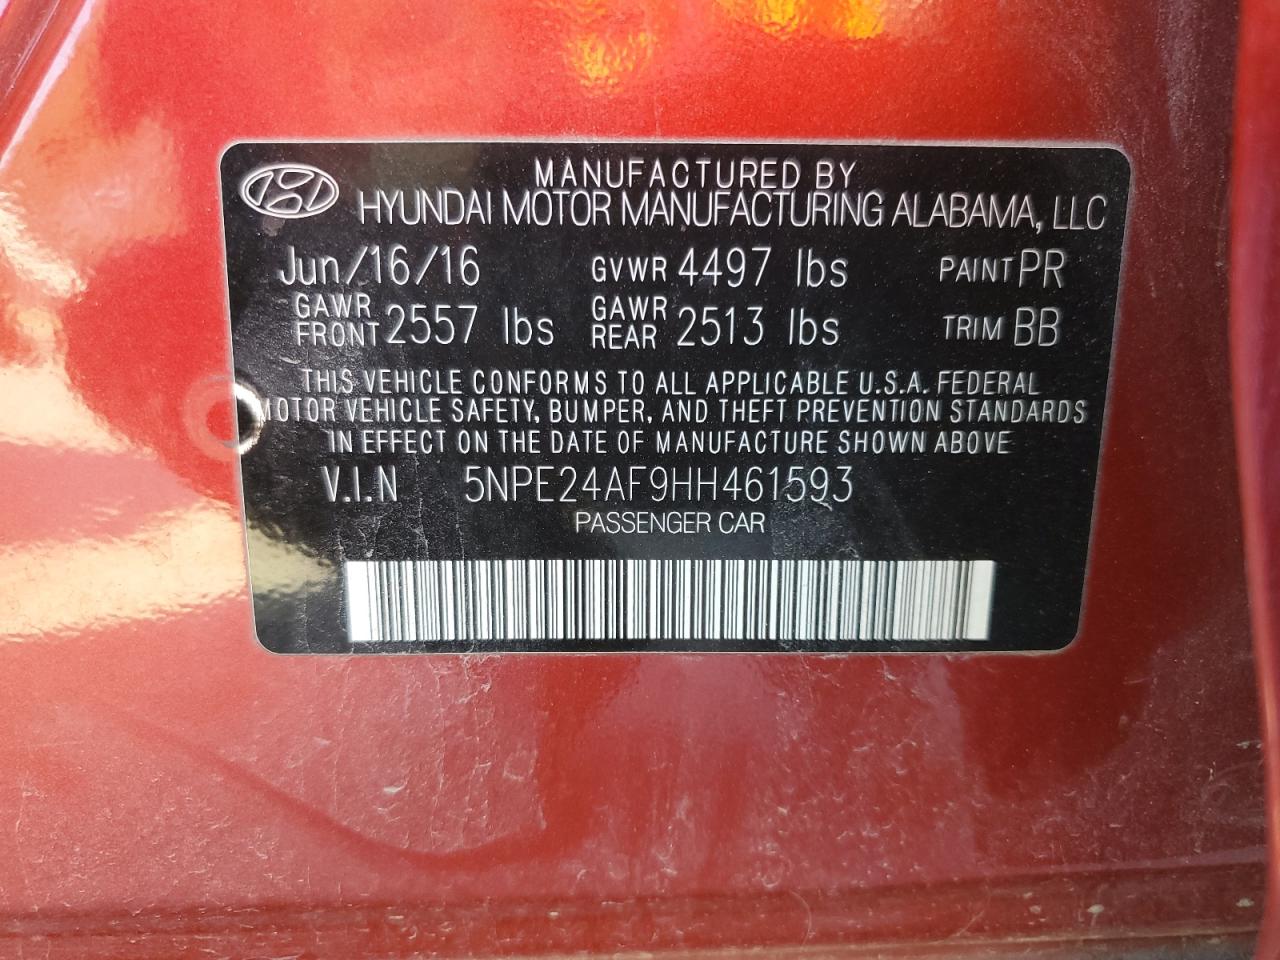 MANUFACTURED BY
HYUNDAI MOTOR MANUFACTURING ALABAMA, LLC
Jun/16/16 GVWR 4497 lbs PAINT PR
GAWR FRONT 2557 lbs GAWR REAR 2513 lbs TRIM BB
THIS VEHICLE CONFORMS TO ALL APPLICABLE U.S.A. FEDERAL
MOTOR VEHICLE SAFETY, BUMPER, AND THEFT PREVENTION STANDARDS
IN EFFECT ON THE DATE OF MANUFACTURE SHOWN ABOVE
V.I.N 5NPE24AF9HH461593
PASSENGER CAR